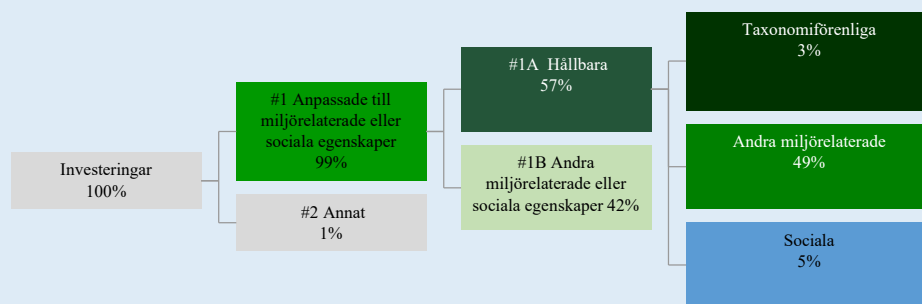 Investeringar
100%
#1 Anpassade till
miljörelaterade eller
sociala egenskaper
99%
#2 Annat
1%
#1A  Hållbara
57%
#1B Andra
miljörelaterade eller
sociala egenskaper 42%
Taxonomiförenliga
3%
Andra miljörelaterade
49%
Sociala
5%